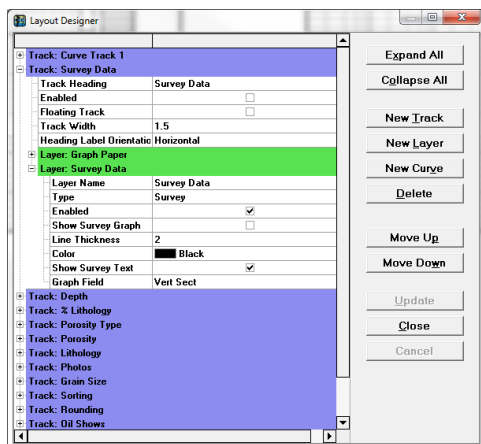 Layout Designer
Track: Curve Track 1
Track: Survey Data
Track Heading Survey Data
Enabled
Floating Track
Track Width 1.5
Heading Label Orientatic Horizontal
Layer: Graph Paper
Layer: Survey Data
Layer Name Survey Data
Type Survey
Enabled
Show Survey Graph
Line Thickness 2
Color Black
Show Survey Text
Graph Field Vert Sect
Track: Depth
Track: % Lithology
Track: Porosity Type
Track: Porosity
Track: Lithology
Track: Photos
Track: Grain Size
Track: Sorting
Track: Rounding
Track: Oil Shows
Expand All
Collapse All
New Track
New Layer
New Curve
Delete
Move Up
Move Down
Update
Close
Cancel